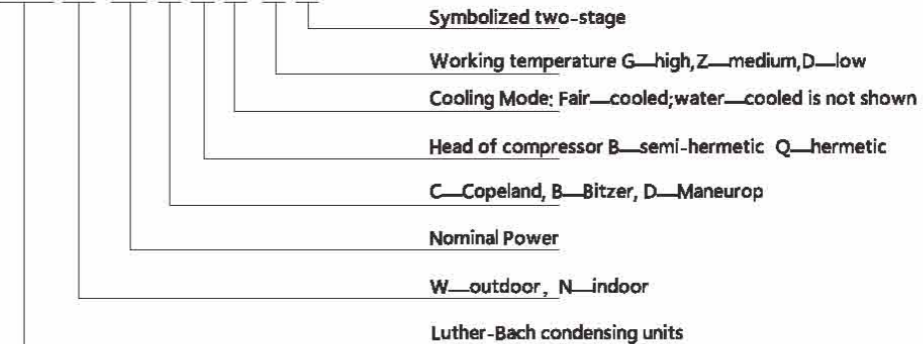 Symbolized two-stage
Working temperature G—high,Z—medium,D—low
Cooling Mode: Fair—cooled;water—cooled is not shown
Head of compressor B—semi-hermetic Q—hermetic
C—Copeland, B—Bitzer, D—Maneurop
Nominal Power
W—outdoor, N—indoor
Luther-Bach condensing units